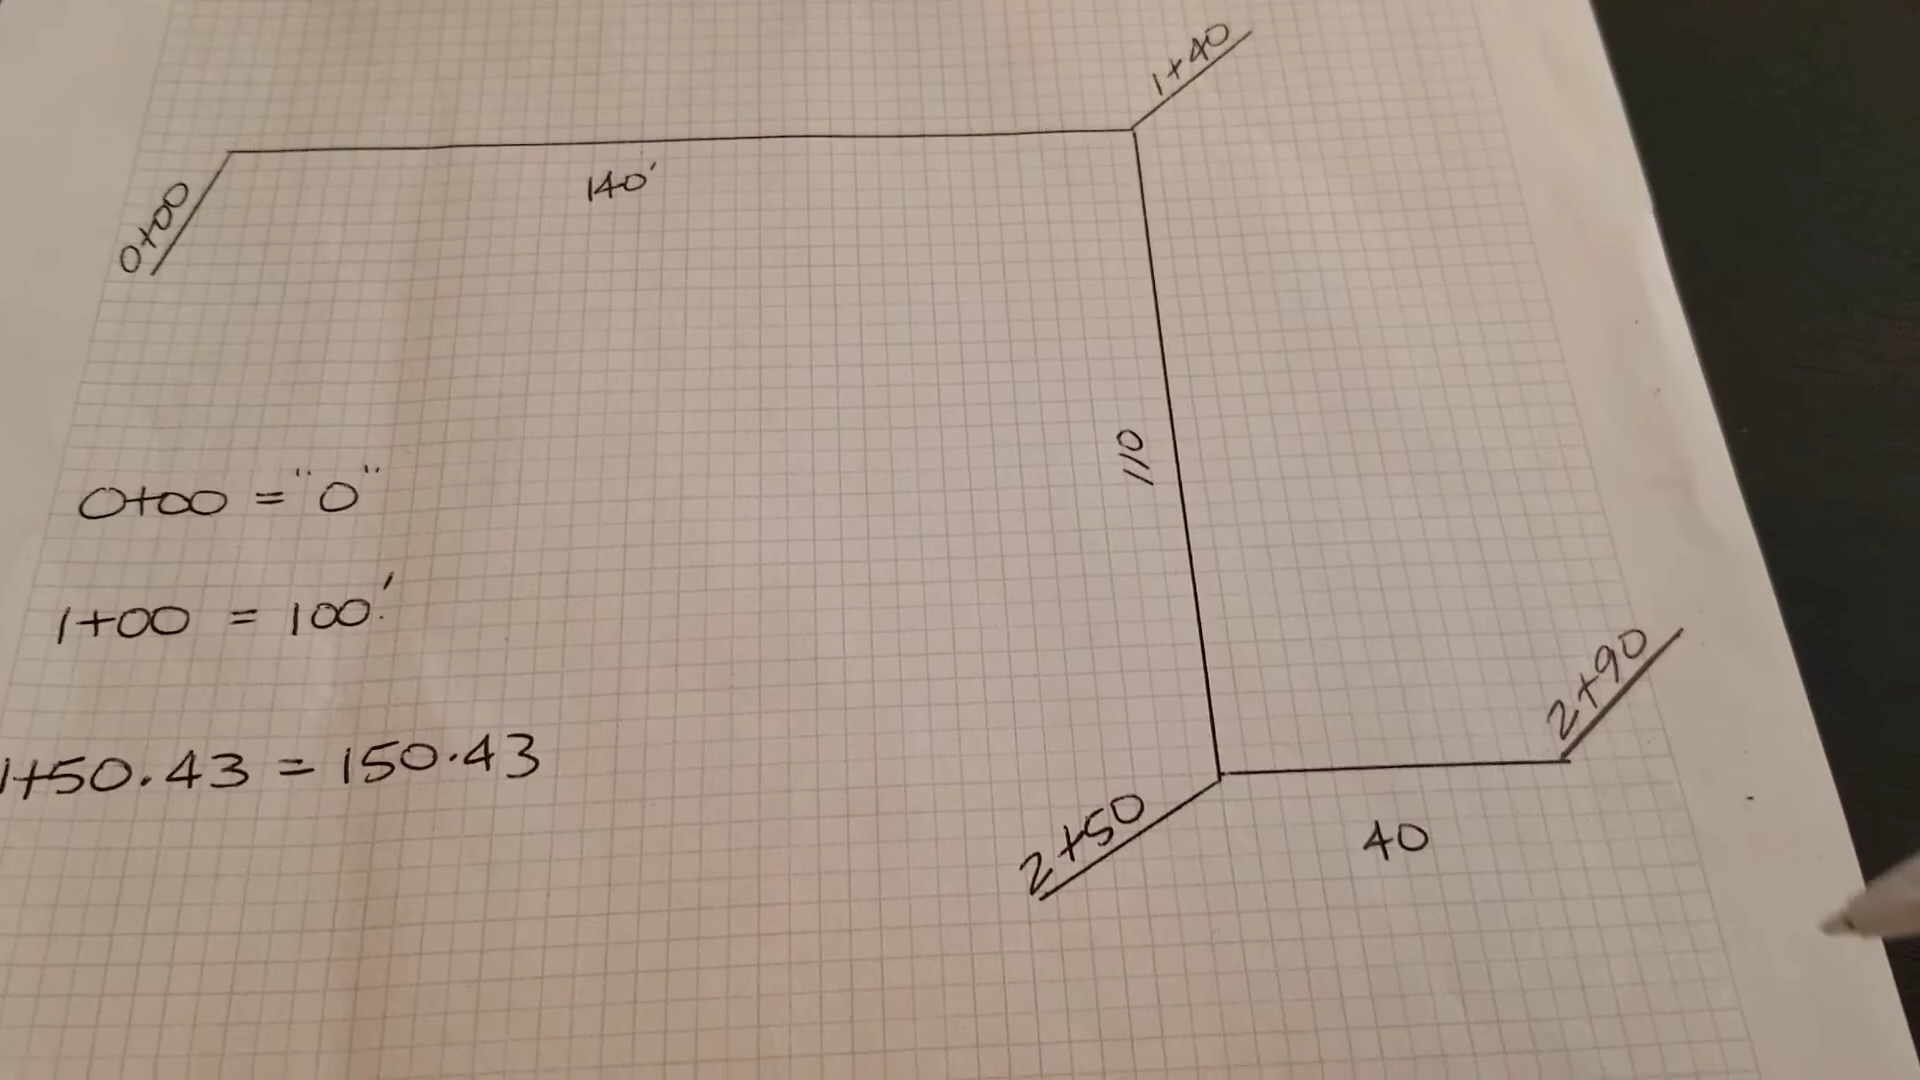 1+40
140'
0+00
110
0+00 = "0"
1+00 = 100.'
2+90
1+50.43 = 150.43
2+50
40